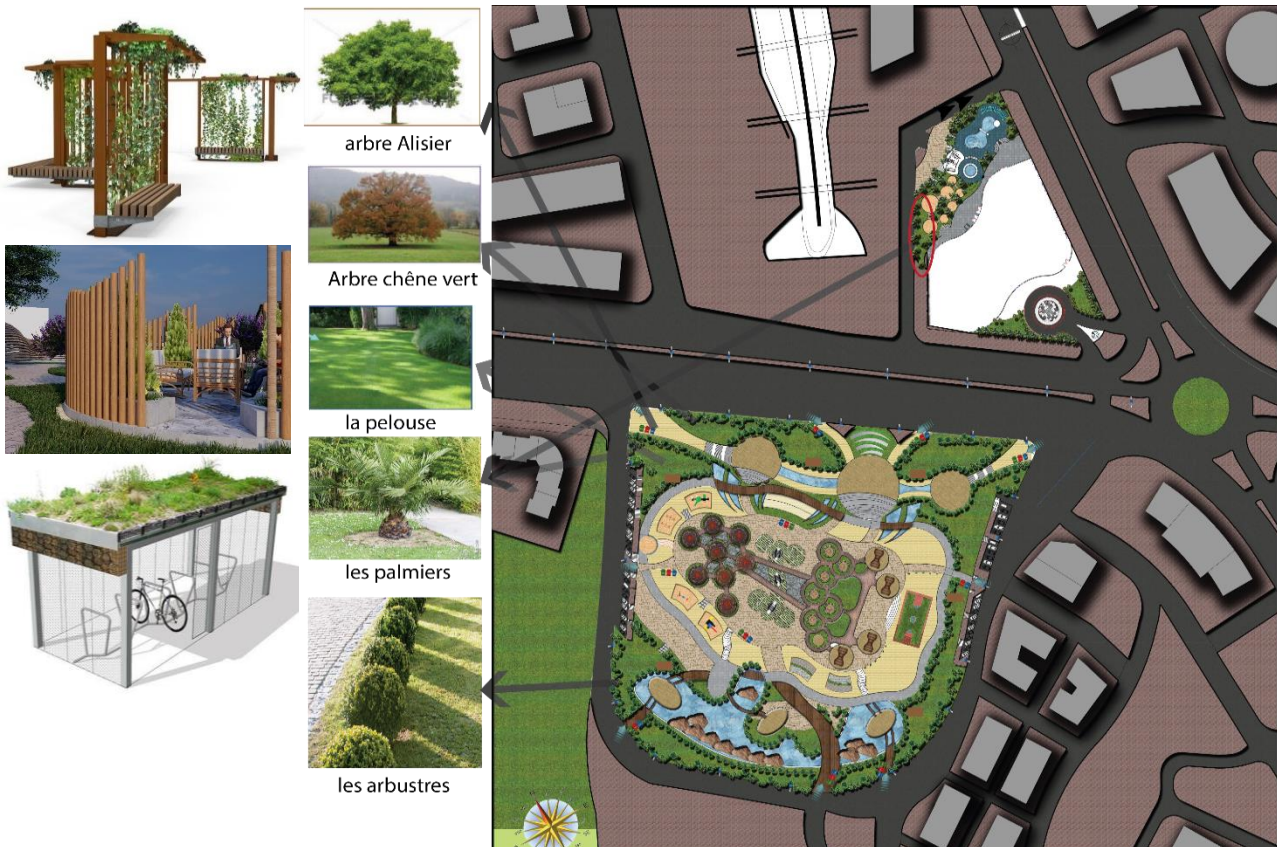 arbre Alisier
Arbre chêne vert
la pelouse
les palmiers
les arbustres